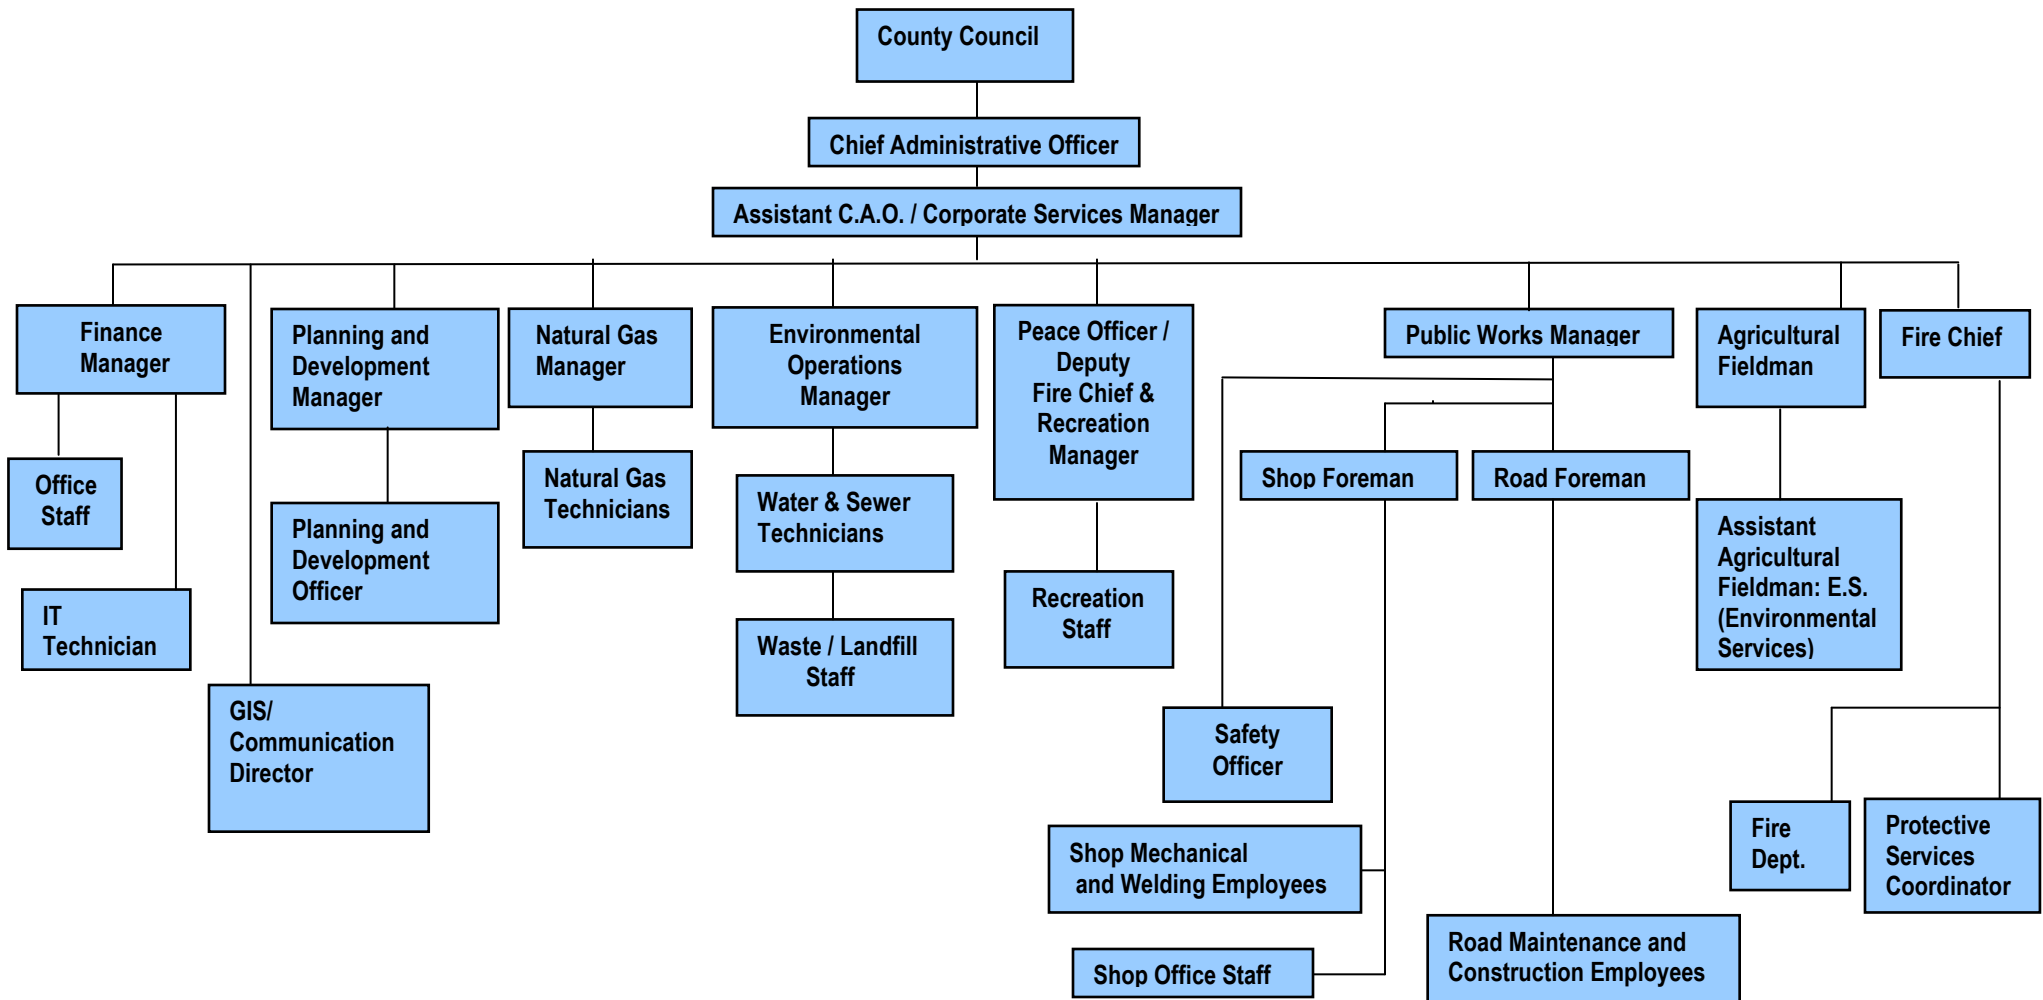 County Council
Chief Administrative Officer
Assistant C.A.O. / Corporate Services Manager
Finance
Manager
Planning and
Development
Manager
Natural Gas
Manager
Environmental
Operations
Manager
Peace Officer /
Deputy
Fire Chief &
Recreation
Manager
Public Works Manager
Agricultural
Fieldman
Fire Chief
Office
Staff
IT
Technician
GIS/
Communication
Director
Planning and
Development
Officer
Natural Gas
Technicians
Water & Sewer
Technicians
Waste / Landfill
Staff
Recreation
Staff
Shop Foreman
Road Foreman
Safety
Officer
Shop Mechanical
and Welding Employees
Shop Office Staff
Road Maintenance and
Construction Employees
Assistant
Agricultural
Fieldman: E.S.
(Environmental
Services)
Fire
Dept.
Protective
Services
Coordinator